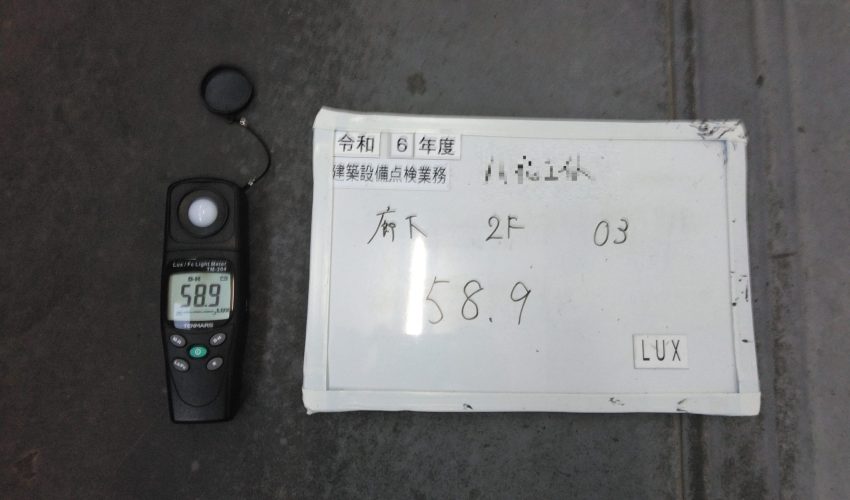 Lux / Fc Light Meter
TM-204
58.9
LUX
TENMARS
令和 6 年度
建築設備点検業務
廊下 2F 03
58.9
LUX